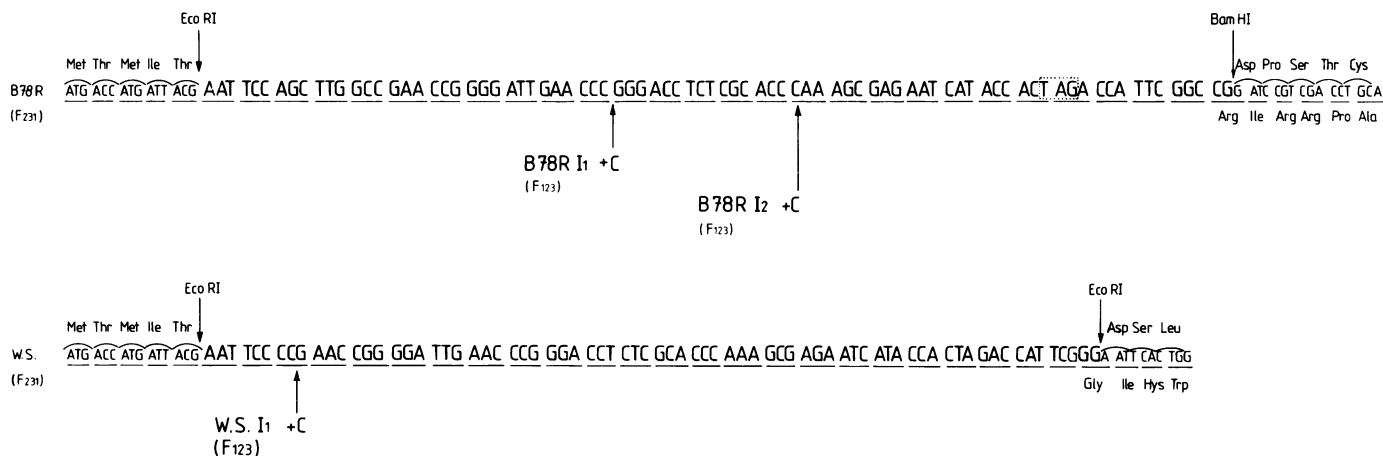 Eco RI
Bam HI
Met Thr Met Ile Thr
Asp Pro Ser Thr Cys
B78R ATG ACC ATG ATT ACG AAT TCC AGC TTG GCC GAA CCG GGG ATT GAA CCC GGG ACC TCT CGC ACC CAA AGC GAG AAT CAT ACC ACT AGA CCA TTC GGC CGG ATC CGT CGA CCT GCA
(F231)
Arg Ile Arg Arg Pro Ala
B78R I1 +C
(F123)
B78R I2 +C
(F123)
Eco RI
Eco RI
Met Thr Met Ile Thr
Asp Ser Leu
W.S. ATG ACC ATG ATT ACG AAT TCC CCG AAC CGG GGA TTG AAC CCG GGA CCT CTC GCA CCC AAA GCG AGA ATC ATA CCA CTA GAC CAT TCG GGA ATT CAC TGG
(F231)
Gly Ile Hys Trp
W.S. I1 +C
(F123)